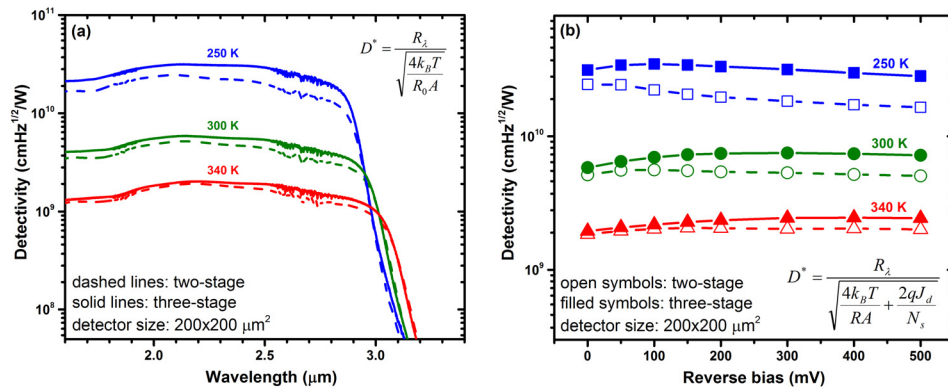 (a)
10^11
10^10
10^9
10^8
Detectivity (cmHz^1/2/W)
250 K
300 K
340 K
D* = R_λ / √(4k_BT / R_0A)
dashed lines: two-stage
solid lines: three-stage
detector size: 200x200 μm^2
2.0 2.5 3.0
Wavelength (μm)
(b)
10^10
10^9
Detectivity (cmHz^1/2/W)
250 K
300 K
340 K
open symbols: two-stage
filled symbols: three-stage
detector size: 200x200 μm^2
D* = R_λ / √(4k_BT / RA + 2qJ_d / N_s)
0 100 200 300 400 500
Reverse bias (mV)